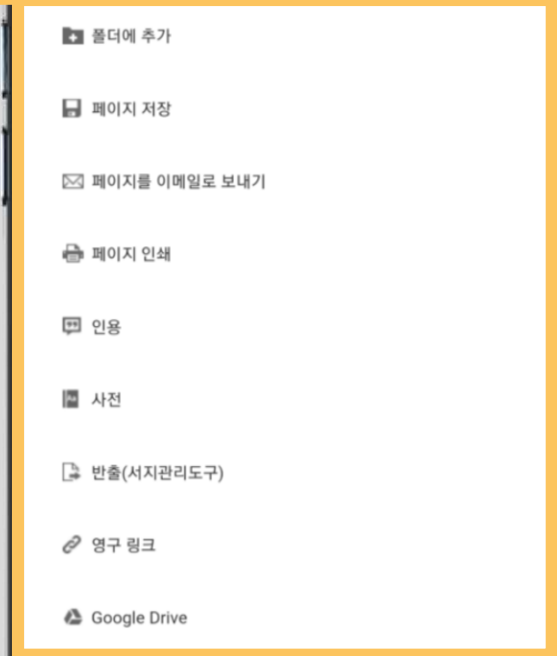 폴더에 추가
페이지 저장
페이지를 이메일로 보내기
페이지 인쇄
인용
사전
반출(서지관리도구)
영구 링크
Google Drive